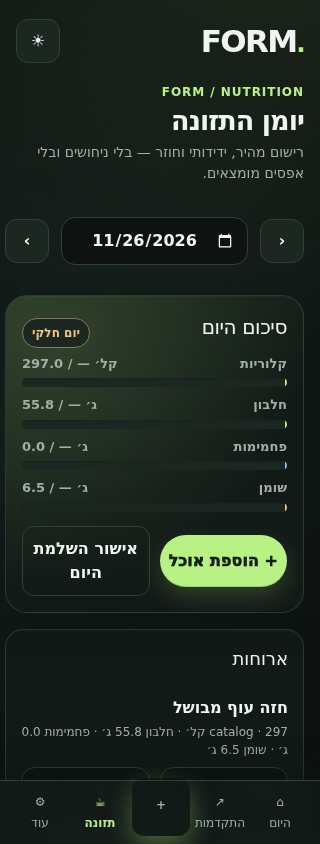 FORM.
☀
FORM / NUTRITION
יומן התזונה
רישום מהיר, ידידותי וחוזר — בלי ניחושים ובלי
אפסים מומצאים.
11/26/2026
סיכום היום
יום חלקי
קלוריות
297.0 / — קל׳
חלבון
55.8 / — ג׳
פחמימות
0.0 / — ג׳
שומן
6.5 / — ג׳
+ הוספת אוכל
אישור השלמת
היום
ארוחות
חזה עוף מבושל
catalog · 297 קל׳ · חלבון 55.8 ג׳ · פחמימות 0.0
ג׳ · שומן 6.5 ג׳
היום
התקדמות
+
תזונה
עוד